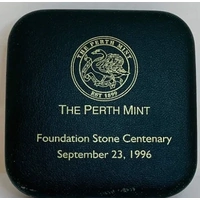 THE PERTH MINT
EST 1899
THE PERTH MINT
Foundation Stone Centenary
September 23, 1996